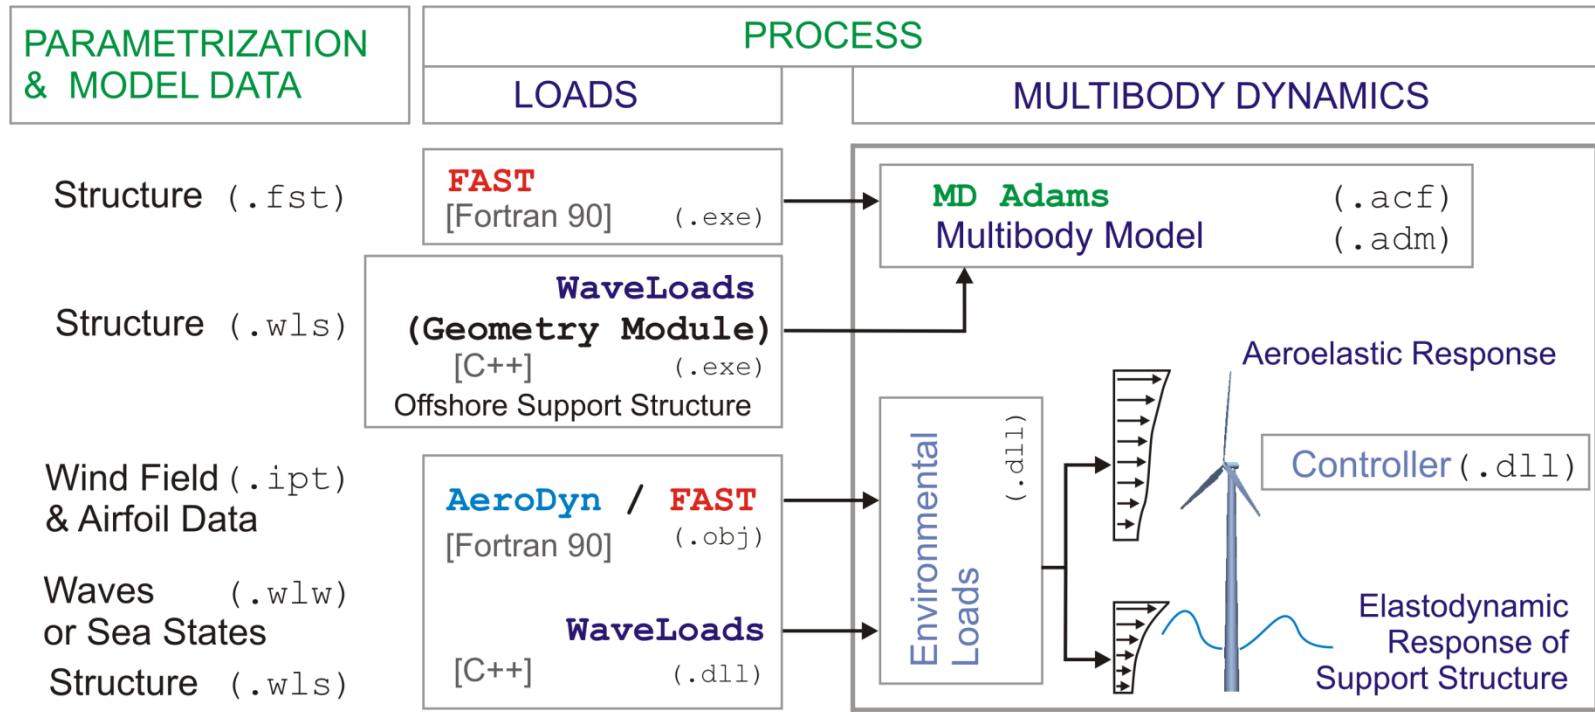 PARAMETRIZATION
& MODEL DATA
PROCESS
LOADS
MULTIBODY DYNAMICS
Structure (.fst)
FAST
[Fortran 90] (.exe)
MD Adams (.acf)
Multibody Model (.adm)
Structure (.wls)
WaveLoads
(Geometry Module)
[C++] (.exe)
Offshore Support Structure
Wind Field (.ipt)
& Airfoil Data
AeroDyn / FAST
[Fortran 90] (.obj)
Waves (.wlw)
or Sea States
Structure (.wls)
WaveLoads
[C++] (.dll)
Environmental
Loads
(.dll)
Aeroelastic Response
Controller (.dll)
Elastodynamic
Response of
Support Structure